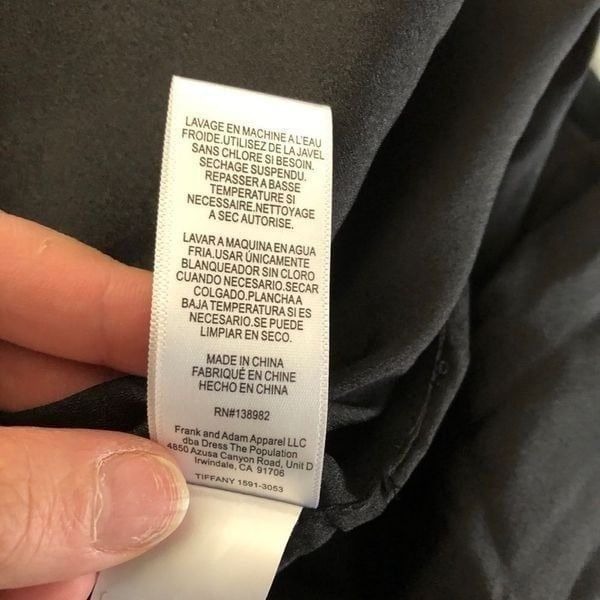 LAVAGE EN MACHINE A L'EAU
FROIDE.UTILISEZ DE LA JAVEL
SANS CHLORE SI BESOIN.
SECHAGE SUSPENDU.
REPASSER A BASSE
TEMPERATURE SI
NECESSAIRE.NETTOYAGE
A SEC AUTORISE.
LAVAR A MAQUINA EN AGUA
FRIA.USAR ÚNICAMENTE
BLANQUEADOR SIN CLORO
CUANDO NECESARIO.SECAR
COLGADO.PLANCHA A
BAJA TEMPERATURA SI ES
NECESARIO.SE PUEDE
LIMPIAR EN SECO.
MADE IN CHINA
FABRIQUÉ EN CHINE
HECHO EN CHINA
RN#138982
Frank and Adam Apparel LLC
dba Dress The Population
4850 Azusa Canyon Road, Unit D
Irwindale, CA 91706
TIFFANY 1591-3053